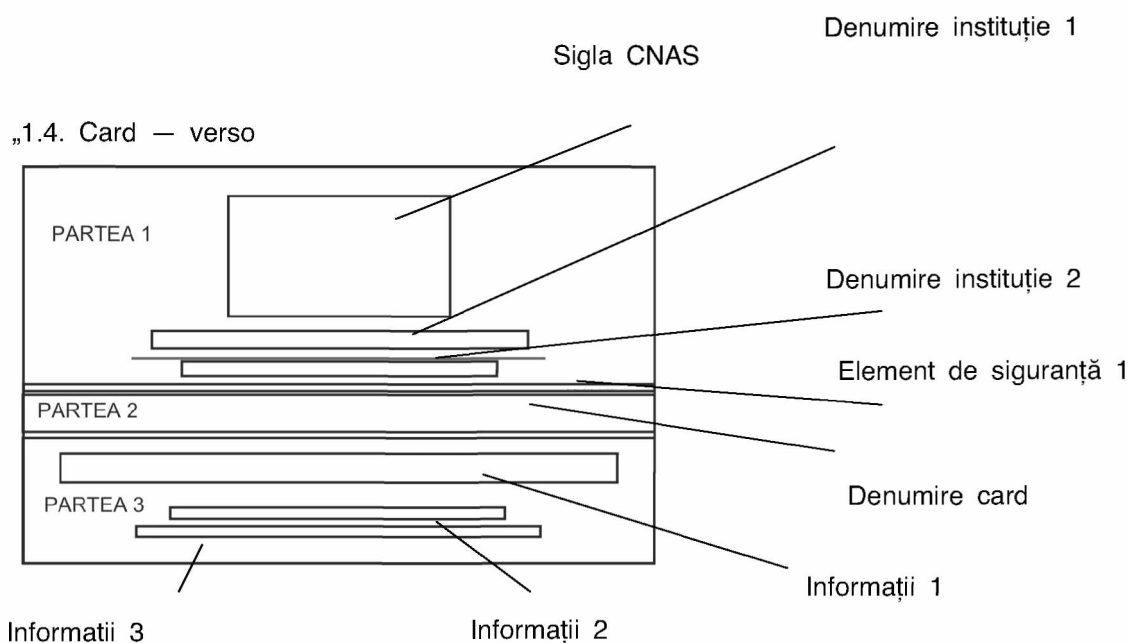 Denumire instituție 1
Sigla CNAS
„1.4. Card — verso
PARTEA 1
Denumire instituție 2
Element de siguranță 1
PARTEA 2
Denumire card
PARTEA 3
Informații 1
Informatii 3
Informații 2